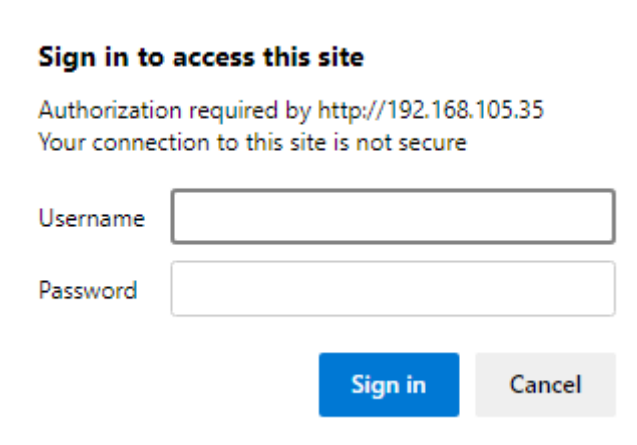 Sign in to access this site
Authorization required by http://192.168.105.35
Your connection to this site is not secure
Username
Password
Sign in Cancel